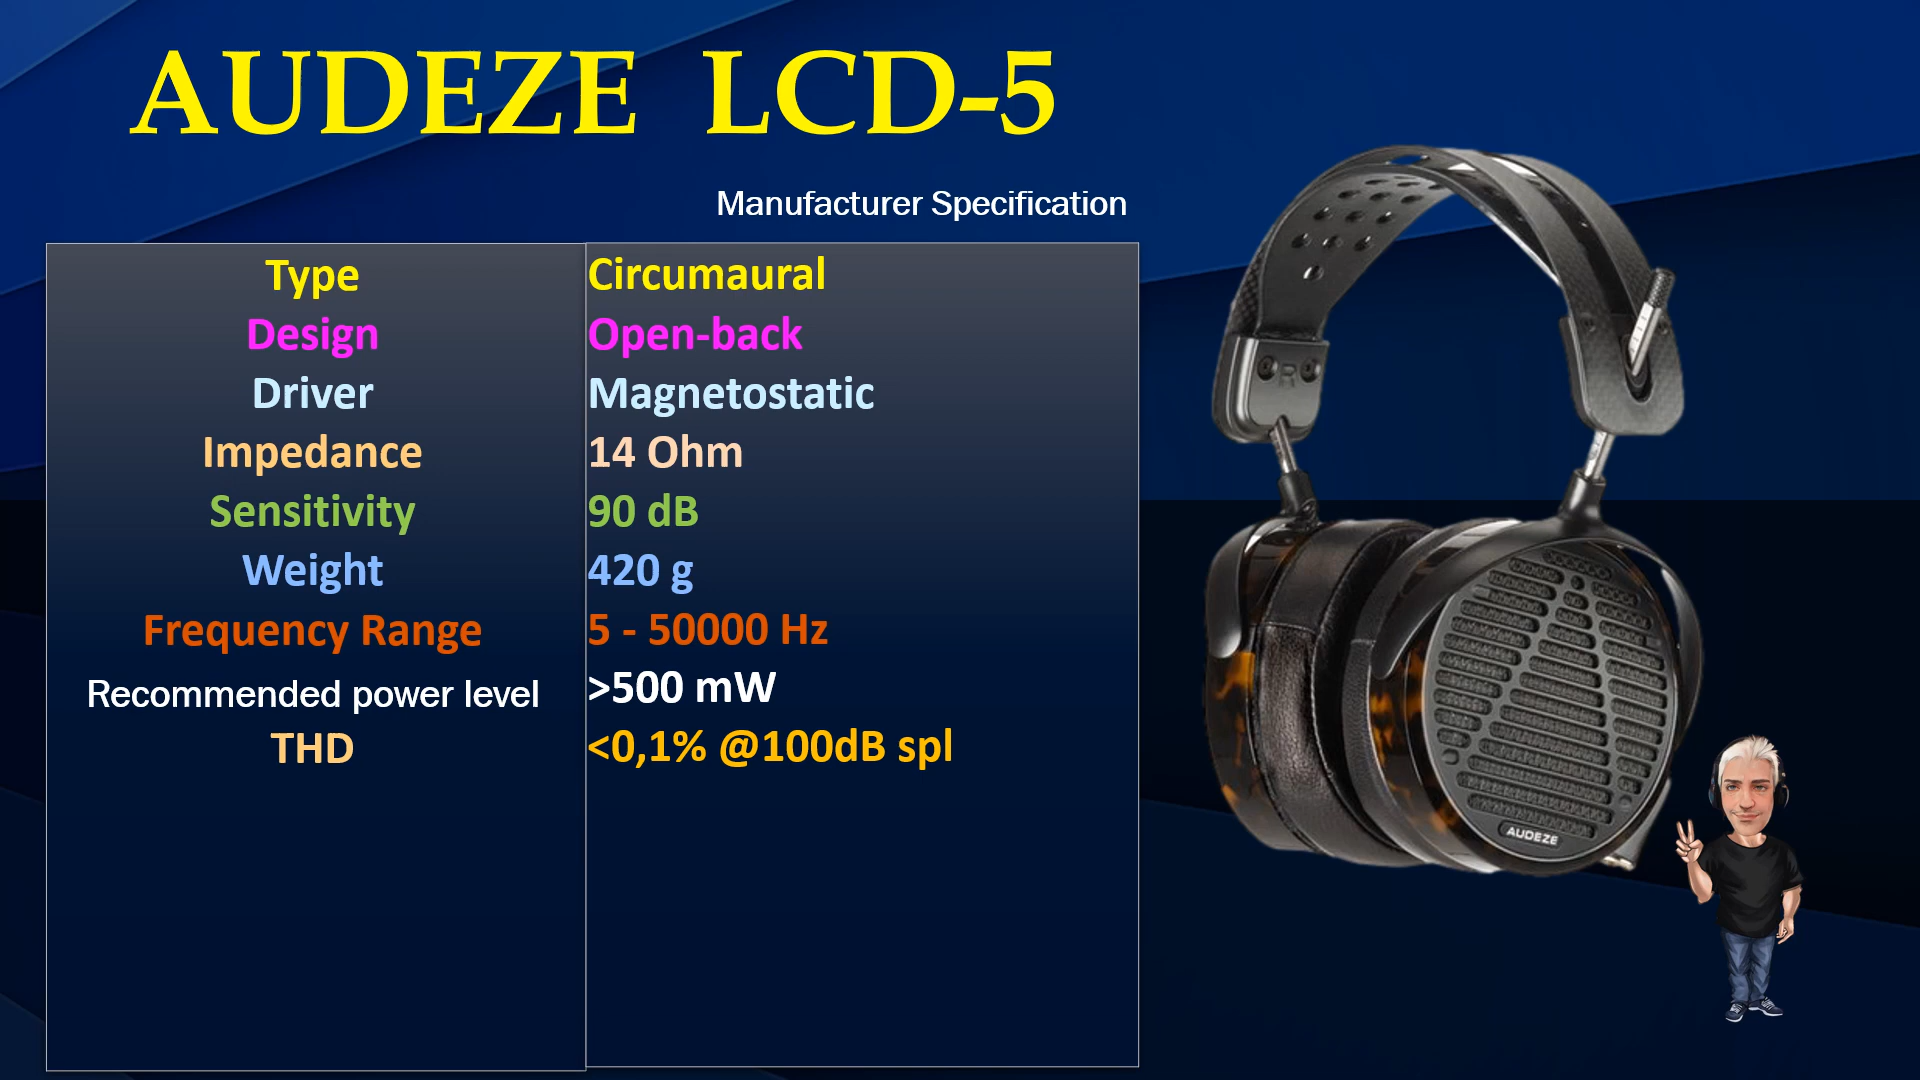 AUDEZE LCD-5
Manufacturer Specification
Type Circumaural
Design Open-back
Driver Magnetostatic
Impedance 14 Ohm
Sensitivity 90 dB
Weight 420 g
Frequency Range 5 - 50000 Hz
Recommended power level >500 mW
THD <0,1% @100dB spl
AUDEZE